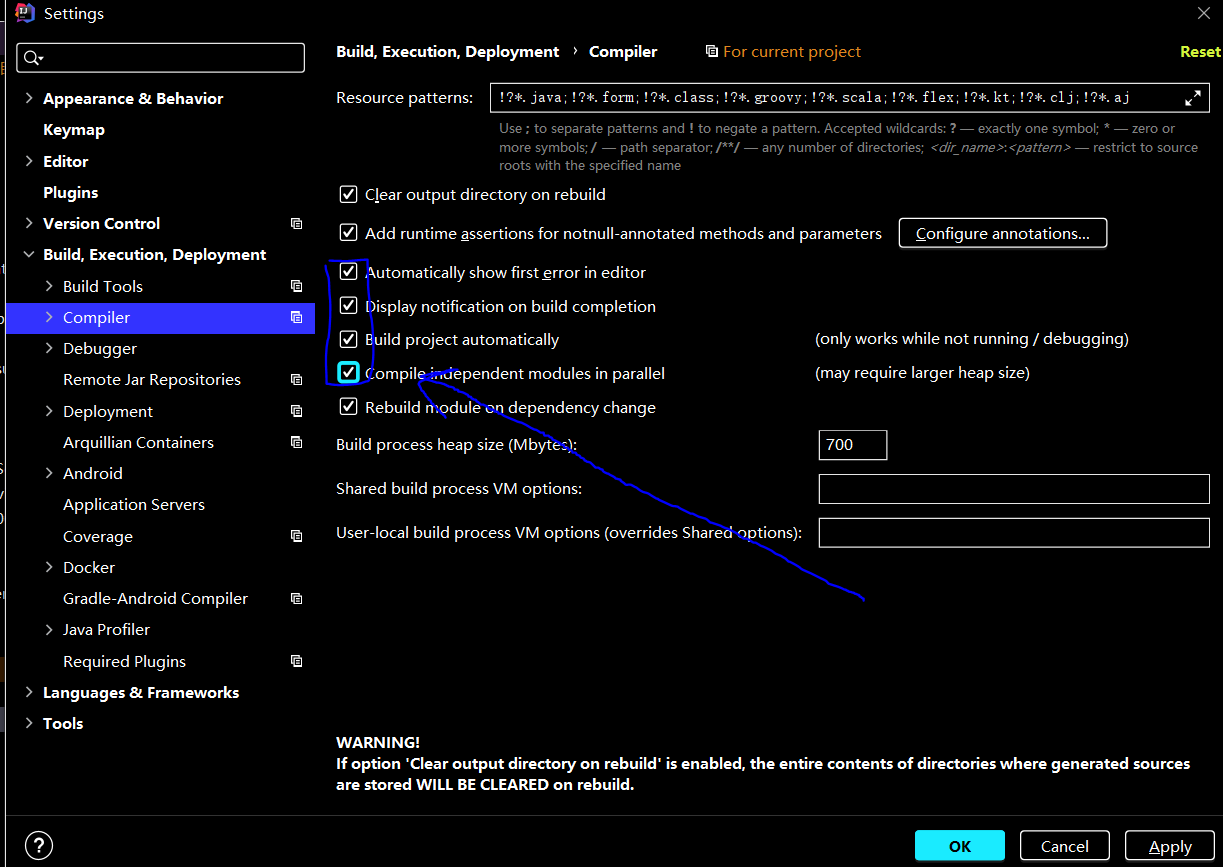 Settings
Build, Execution, Deployment › Compiler
For current project
Reset
Appearance & Behavior
Keymap
Editor
Plugins
Version Control
Build, Execution, Deployment
Build Tools
Compiler
Debugger
Remote Jar Repositories
Deployment
Arquillian Containers
Android
Application Servers
Coverage
Docker
Gradle-Android Compiler
Java Profiler
Required Plugins
Languages & Frameworks
Tools
Resource patterns:
!?*.java;!?*.form;!?*.class;!?*.groovy;!?*.scala;!?*.flex;!?*.kt;!?*.clj;!?*.aj
Use ; to separate patterns and ! to negate a pattern. Accepted wildcards: ? — exactly one symbol; * — zero or
more symbols; / — path separator; /**/ — any number of directories; <dir_name>:<pattern> — restrict to source
roots with the specified name
Clear output directory on rebuild
Add runtime assertions for notnull-annotated methods and parameters
Configure annotations...
Automatically show first error in editor
Display notification on build completion
Build project automatically
(only works while not running / debugging)
Compile independent modules in parallel
(may require larger heap size)
Rebuild module on dependency change
Build process heap size (Mbytes):
700
Shared build process VM options:
User-local build process VM options (overrides Shared options):
WARNING!
If option 'Clear output directory on rebuild' is enabled, the entire contents of directories where generated sources
are stored WILL BE CLEARED on rebuild.
?
OK
Cancel
Apply